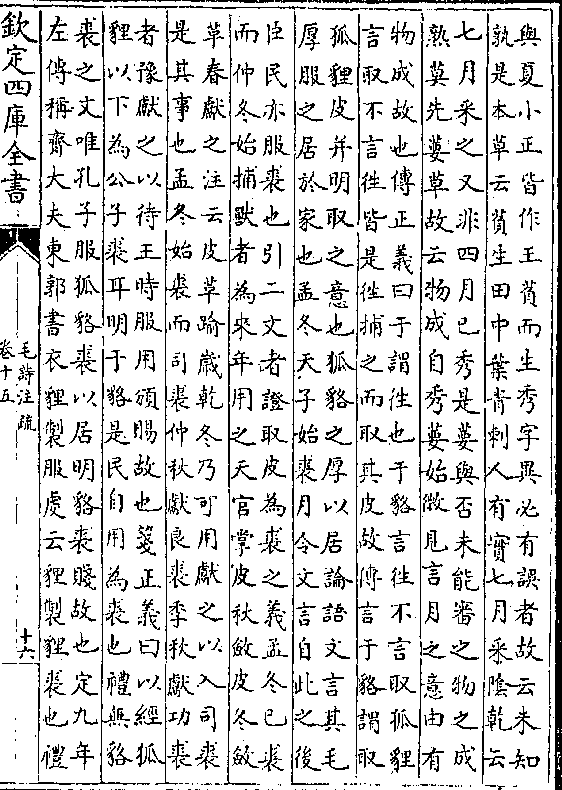 與夏小正皆作王萯而生秀字異必有誤者故云未知
孰是本草云萯生田中葉青刺人有實七月采陰乾云
七月采之又非四月已秀是葽與否未能審之物之成
熟莫先葽草故云物成自秀葽始微見言月之意由有
物成故也傳正義曰于謂徃也于貉言徃不言取狐貍
言取不言徃皆是徃捕之而取其皮故傳言于貉謂取
狐貍皮并明取之意也狐貉之厚以居論語文言其毛
厚服之居於家也孟冬天子始裘月令文言自此之後
臣民亦服裘也引二文者證取皮為裘之義孟冬已裘
而仲冬始捕獸者為來年用之天官掌皮秋斂皮冬斂
革春獻之注云皮革踰歲乾冬乃可用獻之以入司裘
是其事也孟冬始裘而司裘仲秋獻良裘季秋獻功裘
者豫獻之以待王時服用頒賜故也箋正義曰以經狐
貍以下為公子裘耳明于貉是民自用為裘也禮無貉
裘之文唯孔子服狐貉裘以居明貉裘賤故也定九年
左傳稱齊大夫東郭書衣貍製服虔云貍製貍裘也禮
欽定四庫全書
毛詩注疏
卷十五
十六